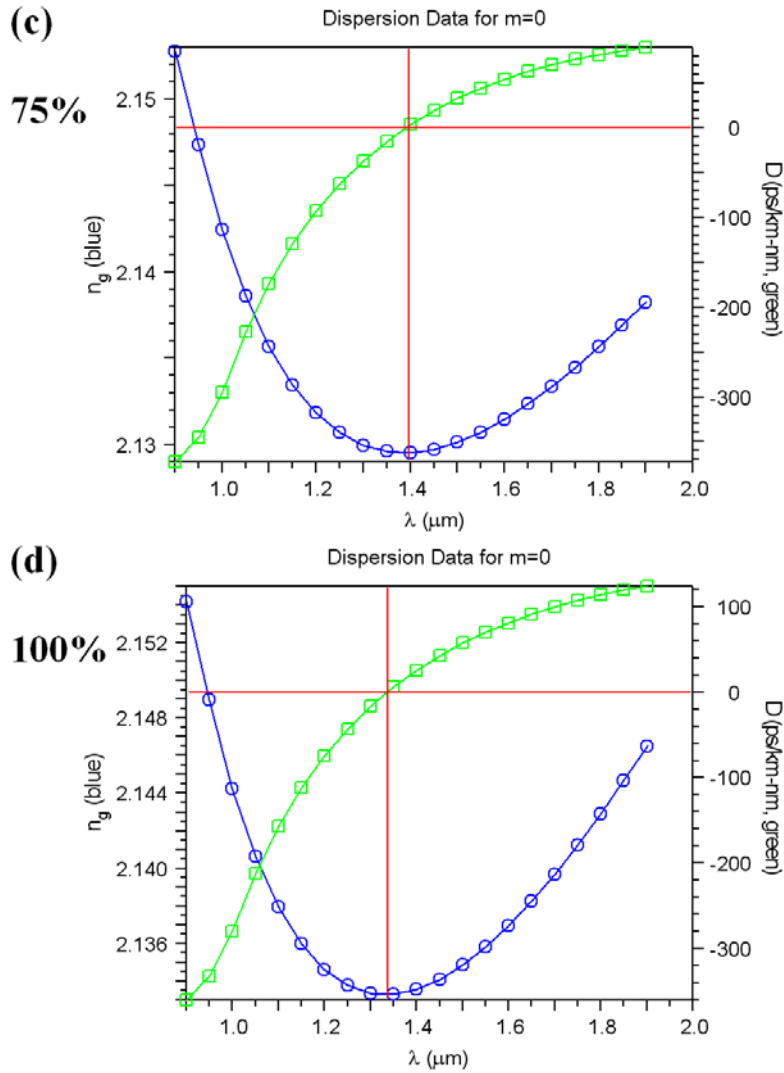 (c)
Dispersion Data for m=0
75%
2.15
2.14
2.13
n_g (blue)
0
-100
-200
-300
D (ps/km-nm, green)
1.0 1.2 1.4 1.6 1.8 2.0
λ (μm)
(d)
Dispersion Data for m=0
100%
2.152
2.148
2.144
2.140
2.136
n_g (blue)
100
0
-100
-200
-300
D (ps/km-nm, green)
1.0 1.2 1.4 1.6 1.8 2.0
λ (μm)